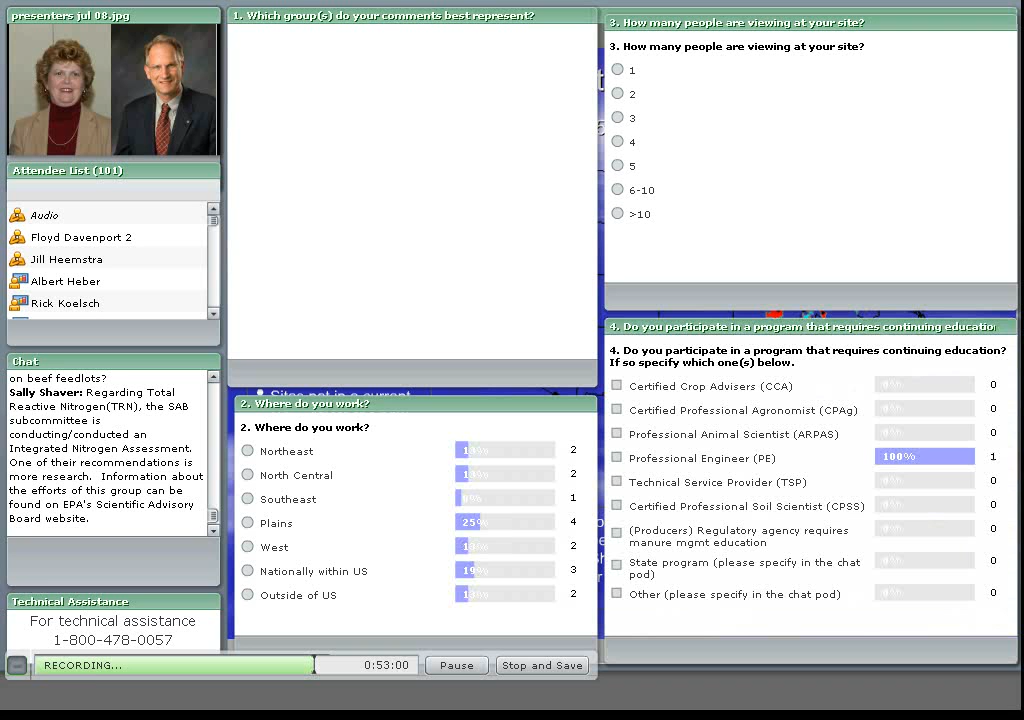 presenters jul 08.jpg
Attendee List (101)
Audio
Floyd Davenport 2
Jill Heemstra
Albert Heber
Rick Koelsch
Chat
on beef feedlots?
Sally Shaver: Regarding Total
Reactive Nitrogen(TRN), the SAB
subcommittee is
conducting/conducted an
Integrated Nitrogen Assessment.
One of their recommendations is
more research. Information about
the efforts of this group can be
found on EPA's Scientific Advisory
Board website.
Technical Assistance
For technical assistance
1-800-478-0057
RECORDING...
0:53:00
Pause
Stop and Save
1. Which group(s) do your comments best represent?
2. Where do you work?
2. Where do you work?
Northeast 2
North Central 2
Southeast 1
Plains 25% 4
West 2
Nationally within US 19% 3
Outside of US 2
3. How many people are viewing at your site?
3. How many people are viewing at your site?
1
2
3
4
5
6-10
>10
4. Do you participate in a program that requires continuing educatio
4. Do you participate in a program that requires continuing education?
If so specify which one(s) below.
Certified Crop Advisers (CCA) 0% 0
Certified Professional Agronomist (CPAg) 0% 0
Professional Animal Scientist (ARPAS) 0% 0
Professional Engineer (PE) 100% 1
Technical Service Provider (TSP) 0% 0
Certified Professional Soil Scientist (CPSS) 0% 0
(Producers) Regulatory agency requires 0% 0
manure mgmt education
State program (please specify in the chat 0% 0
pod)
Other (please specify in the chat pod) 0% 0